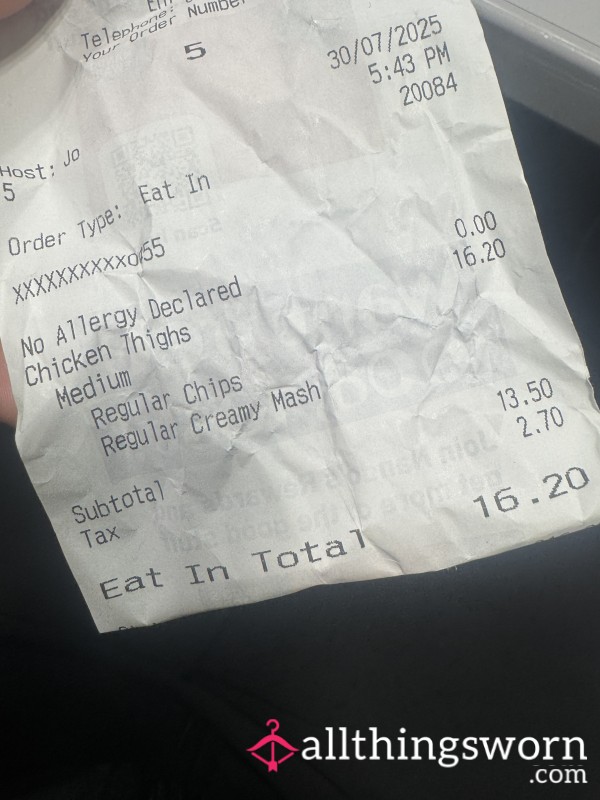 Telephone:
Your Order Number
5
30/07/2025
5:43 PM
20084
Host: Jo
5
Order Type: Eat In
XXXXXXXXXXo/55
No Allergy Declared 0.00
Chicken Thighs 16.20
Medium
Regular Chips
Regular Creamy Mash
Subtotal 13.50
Tax 2.70
Eat In Total 16.20
allthingsworn
.com